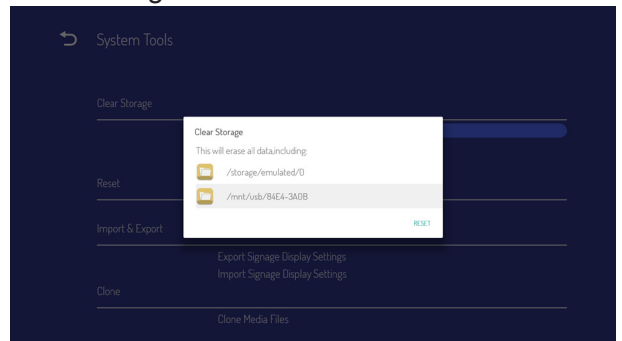 System Tools
Clear Storage
Clear Storage
This will erase all data,including:
/storage/emulated/0
/mnt/usb/84E4-3A0B
RESET
Reset
Import & Export
Export Signage Display Settings
Import Signage Display Settings
Clone
Clone Media Files